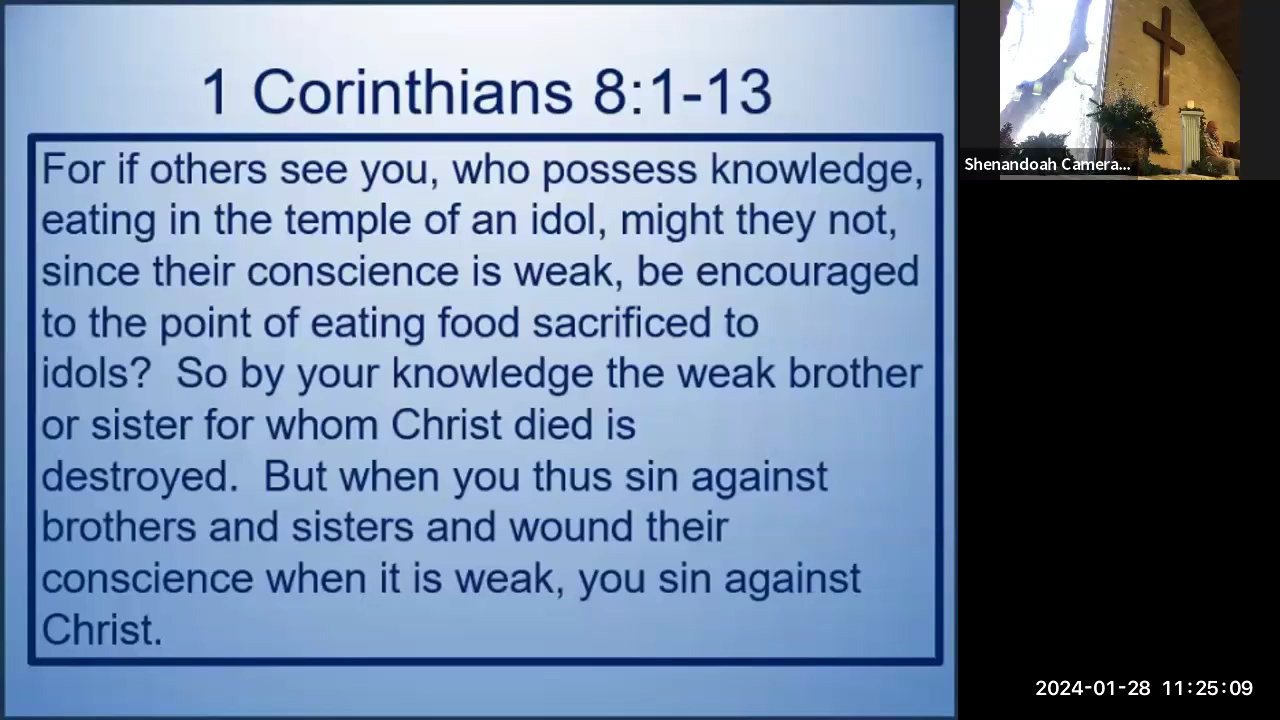 1 Corinthians 8:1-13
For if others see you, who possess knowledge,
eating in the temple of an idol, might they not,
since their conscience is weak, be encouraged
to the point of eating food sacrificed to
idols?  So by your knowledge the weak brother
or sister for whom Christ died is
destroyed.  But when you thus sin against
brothers and sisters and wound their
conscience when it is weak, you sin against
Christ.
Shenandoah Camera...
2024-01-28 11:25:09